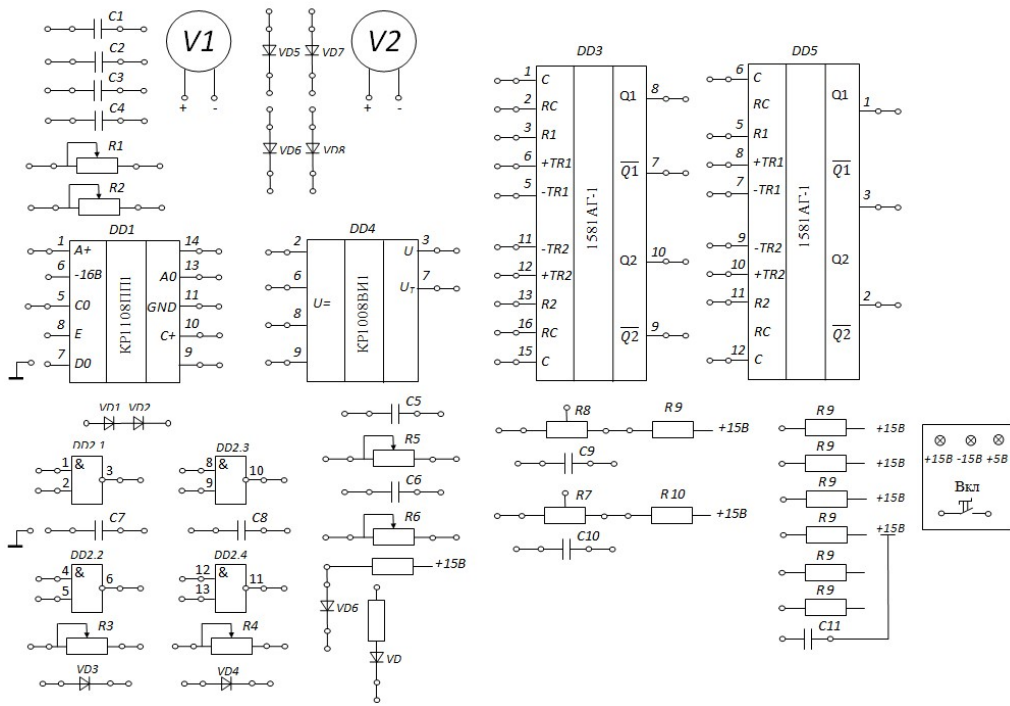 C1
C2
C3
C4
V1
+ -
VD5 VD7
VD6 VD8
V2
+ -
R1
R2
DD1
1 A+ 14
6 -16В A0 13
5 C0 GND 11
8 E C+ 10
7 D0 9
КР1108ПП1
DD4
2 U 3
6 Uт 7
U=
8
9
КР1008ВИ1
DD3
1 C
2 RC Q1 8
3 R1
6 +TR1 Q1 7
5 -TR1
11 -TR2
12 +TR2 Q2 10
13 R2
16 RC Q2 9
15 C
1581АГ-1
DD5
6 C
RC Q1 1
5 R1
8 +TR1 Q1
7 -TR1 3
9 -TR2
10 +TR2 Q2
11 R2 2
RC Q2
12 C
1581АГ-1
VD1 VD2
DD2.1
1 & 3
2
DD2.3
8 & 10
9
C7
C8
DD2.2
4 & 6
5
DD2.4
12 & 11
13
R3
R4
VD3
VD4
C5
R5
C6
R6
+15В
VD6
VD
R8 R9 +15В
C9
R7 R10 +15В
C10
R9 +15В
R9 +15В
R9 +15В
R9 +15В
R9
R9
C11
+15В -15В +5В
Вкл